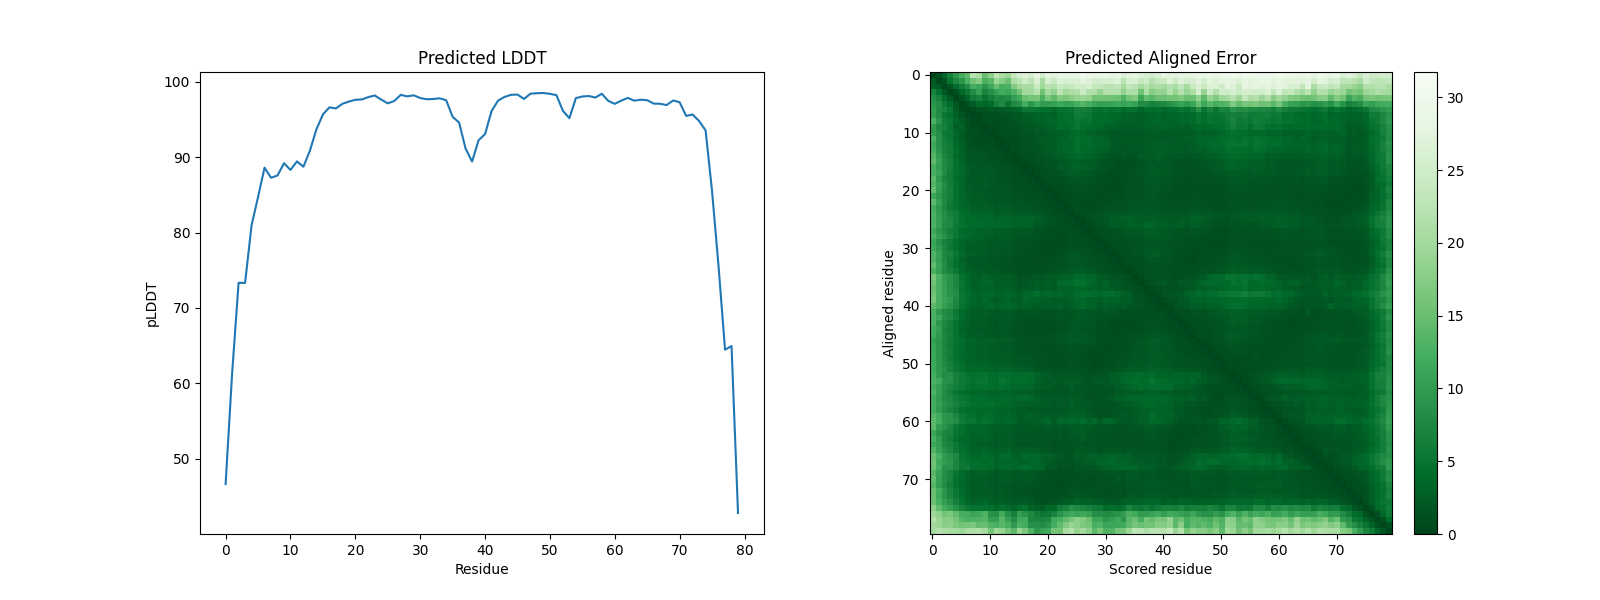 Predicted LDDT
100
90
80
70
60
50
pLDDT
0 10 20 30 40 50 60 70 80
Residue
Predicted Aligned Error
0
10
20
30
40
50
60
70
Aligned residue
0 10 20 30 40 50 60 70
Scored residue
30
25
20
15
10
5
0